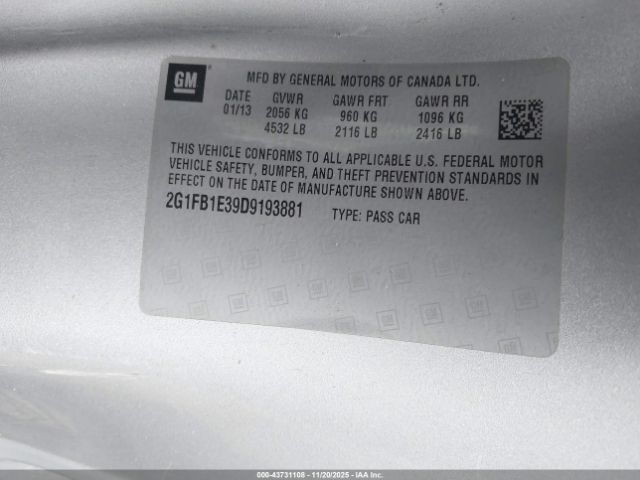 GM MFD BY GENERAL MOTORS OF CANADA LTD.
DATE GVWR GAWR FRT GAWR RR
01/13 2056 KG 960 KG 1096 KG
4532 LB 2116 LB 2416 LB
THIS VEHICLE CONFORMS TO ALL APPLICABLE U.S. FEDERAL MOTOR
VEHICLE SAFETY, BUMPER, AND THEFT PREVENTION STANDARDS IN
EFFECT ON THE DATE OF MANUFACTURE SHOWN ABOVE.
2G1FB1E39D9193881 TYPE: PASS CAR
000-43731108 - 11/20/2025 - IAAI.COM